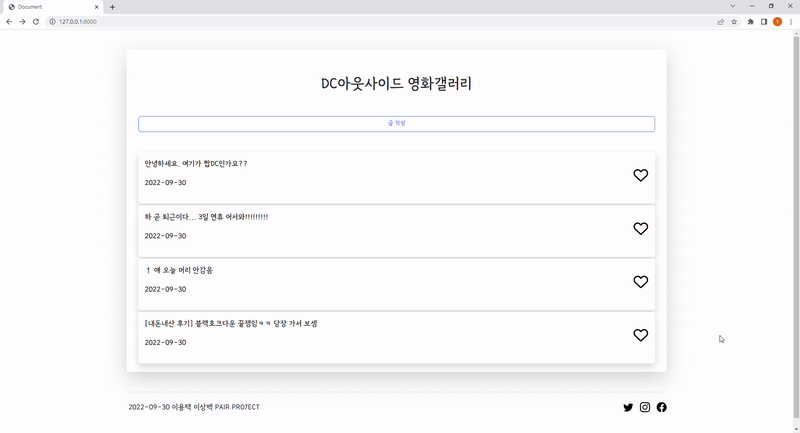 Document
127.0.0.1:8000
Y
DC아웃사이드 영화갤러리
글 작성
안녕하세요. 여기가 짭DC인가요??
2022-09-30
하 곧 퇴근이다... 3일 연휴 어서와!!!!!!!!!
2022-09-30
↑ 얘 오늘 머리 안감음
2022-09-30
[내돈내산 후기] 블랙호크다운 꿀잼임ㅋㅋ 당장 가서 보셈
2022-09-30
2022-09-30 이용택 이상백 PAIR PROJECT